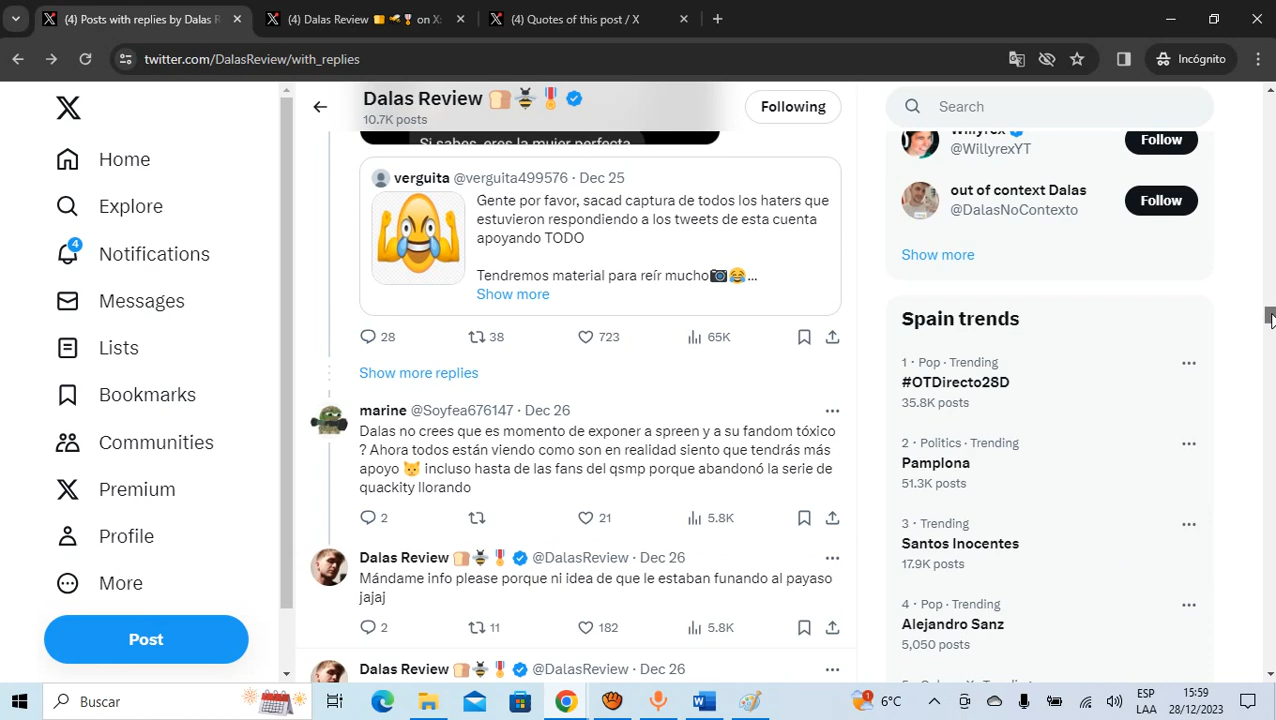 (4) Posts with replies by Dalas R
(4) Dalas Review
on X:
(4) Quotes of this post / X
twitter.com/DalasReview/with_replies
Incógnito
Dalas Review
10.7K posts
Following
Search
Home
Explore
4
Notifications
Messages
Lists
Bookmarks
Communities
Premium
Profile
More
Post
Si sabes, eres la mujer perfecta
verguita @verguita499576 · Dec 25
Gente por favor, sacad captura de todos los haters que
estuvieron respondiendo a los tweets de esta cuenta
apoyando TODO
Tendremos material para reír mucho📷😂...
Show more
28 38 723 65K
Show more replies
marine @Soyfea676147 · Dec 26
Dalas no crees que es momento de exponer a spreen y a su fandom tóxico
? Ahora todos están viendo como son en realidad siento que tendrás más
apoyo 🐱 incluso hasta de las fans del qsmp porque abandonó la serie de
quackity llorando
2 21 5.8K
Dalas Review @DalasReview · Dec 26
Mándame info please porque ni idea de que le estaban funando al payaso
jajaj
2 11 182 5.8K
Dalas Review @DalasReview · Dec 26
Willyrex
@WillyrexYT
Follow
out of context Dalas
@DalasNoContexto
Follow
Show more
Spain trends
1 · Pop · Trending
#OTDirecto28D
35.8K posts
2 · Politics · Trending
Pamplona
51.3K posts
3 · Trending
Santos Inocentes
17.9K posts
4 · Pop · Trending
Alejandro Sanz
5,050 posts
Buscar
1
6°C
ESP
LAA
15:59
28/12/2023